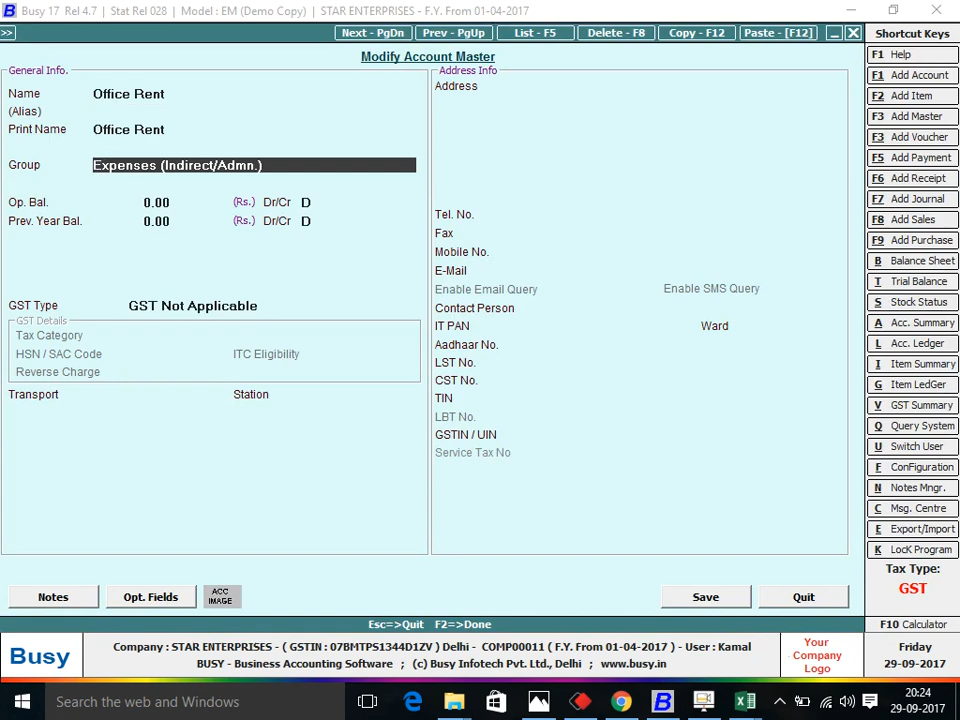 Busy 17 Rel 4.7 | Stat Rel 028 | Model : EM (Demo Copy) | STAR ENTERPRISES - F.Y. From 01-04-2017
>> Next - PgDn Prev - PgUp List - F5 Delete - F8 Copy - F12 Paste - [F12]
Modify Account Master
General Info.
Name Office Rent
(Alias)
Print Name Office Rent
Group Expenses (Indirect/Admn.)
Op. Bal. 0.00 (Rs.) Dr/Cr D
Prev. Year Bal. 0.00 (Rs.) Dr/Cr D
GST Type GST Not Applicable
GST Details
Tax Category
HSN / SAC Code ITC Eligibility
Reverse Charge
Transport Station
Address Info
Address
Tel. No.
Fax
Mobile No.
E-Mail
Enable Email Query Enable SMS Query
Contact Person
IT PAN Ward
Aadhaar No.
LST No.
CST No.
TIN
LBT No.
GSTIN / UIN
Service Tax No
Notes Opt. Fields ACC IMAGE Save Quit
Esc=>Quit F2=>Done
Shortcut Keys
F1 Help
F1 Add Account
F2 Add Item
F3 Add Master
F3 Add Voucher
F5 Add Payment
F6 Add Receipt
F7 Add Journal
F8 Add Sales
F9 Add Purchase
B Balance Sheet
T Trial Balance
S Stock Status
A Acc. Summary
L Acc. Ledger
I Item Summary
G Item LedGer
V GST Summary
Q Query System
U Switch User
F ConFiguration
N Notes Mngr.
C Msg. Centre
E Export/Import
K LocK Program
Tax Type:
GST
F10 Calculator
Busy
Company : STAR ENTERPRISES - ( GSTIN : 07BMTPS1344D1ZV ) Delhi - COMP00011 ( F.Y. From 01-04-2017 ) - User : Kamal
BUSY - Business Accounting Software ; (c) Busy Infotech Pvt. Ltd., Delhi ; www.busy.in
Your
Company
Logo
Friday
29-09-2017
Search the web and Windows
20:24
29-09-2017